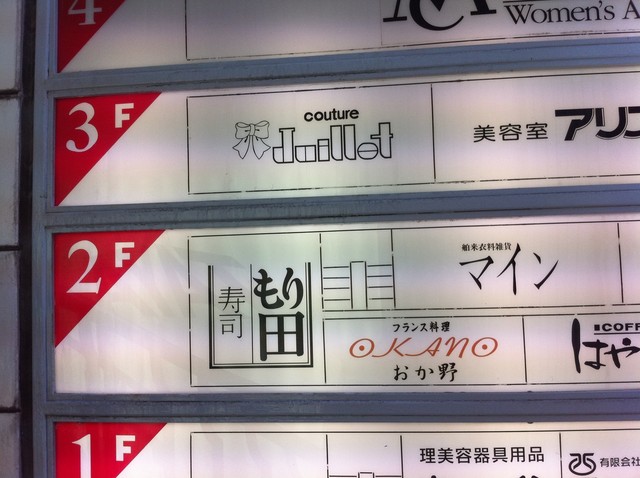 4
Women's
3F
couture
Juillet
美容室
2F
寿司
もり田
舶来衣料雑貨
マイン
フランス料理
OKANO
おか野
1F
理美容器具用品
有限会社